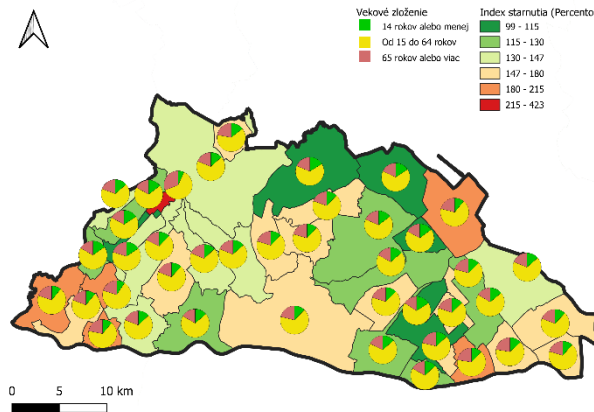 Vekové zloženie
14 rokov alebo menej
Od 15 do 64 rokov
65 rokov alebo viac
Index starnutia (Percento
99 - 115
115 - 130
130 - 147
147 - 180
180 - 215
215 - 423
0 5 10 km